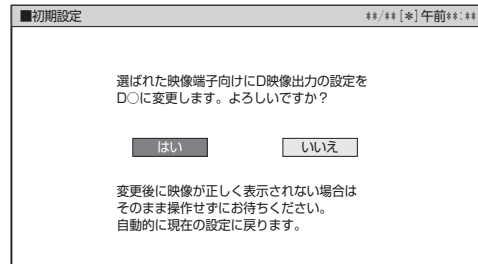 ■初期設定 **/** [*] 午前**:**
選ばれた映像端子向けにD映像出力の設定を
D○に変更します。よろしいですか？
はい いいえ
変更後に映像が正しく表示されない場合は
そのまま操作せずにお待ちください。
自動的に現在の設定に戻ります。